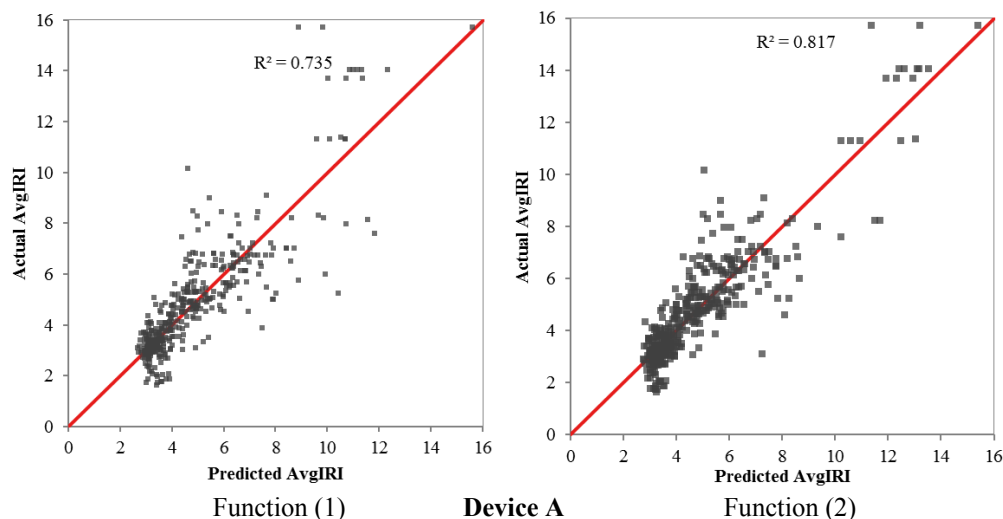 16
14
12
10
8
6
4
2
0
Actual AvgIRI
R² = 0.735
0 2 4 6 8 10 12 14 16
Predicted AvgIRI
16
14
12
10
8
6
4
2
0
Actual AvgIRI
R² = 0.817
0 2 4 6 8 10 12 14 16
Predicted AvgIRI
Function (1) Device A Function (2)